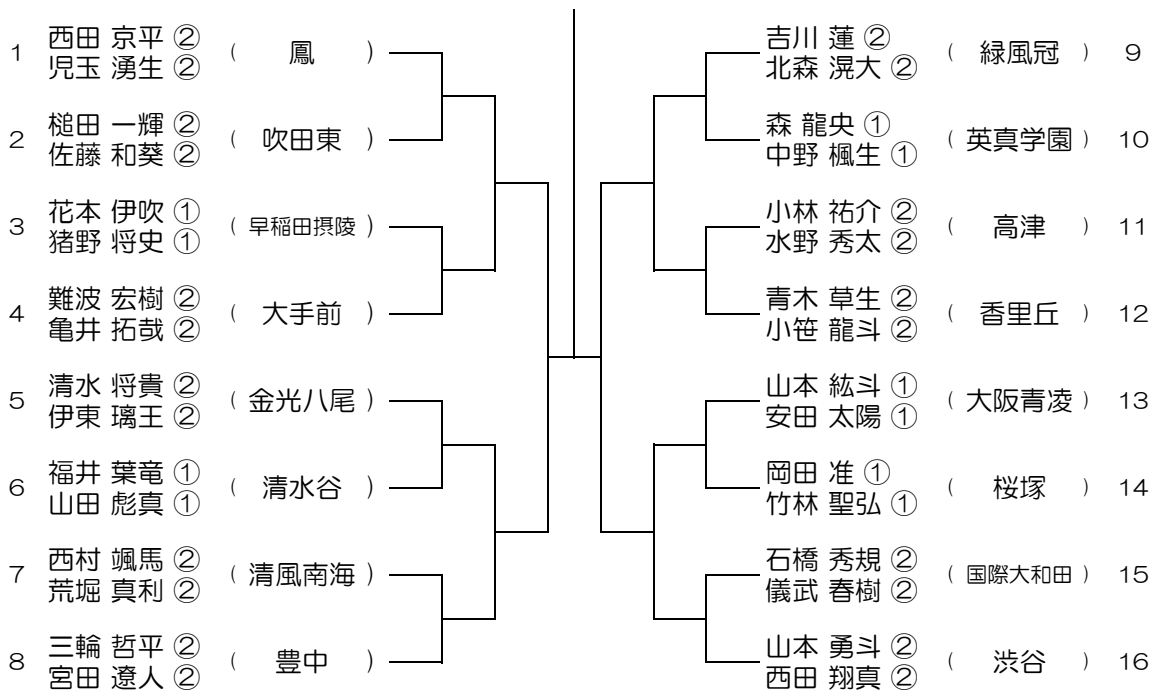 1 西田 京平 ② 児玉 湧生 ② ( 鳳 )
2 槌田 一輝 ② 佐藤 和葵 ② ( 吹田東 )
3 花本 伊吹 ① 猪野 将史 ① ( 早稲田摂陵 )
4 難波 宏樹 ② 亀井 拓哉 ② ( 大手前 )
5 清水 将貴 ② 伊東 璃王 ② ( 金光八尾 )
6 福井 葉竜 ① 山田 彪真 ① ( 清水谷 )
7 西村 颯馬 ② 荒堀 真利 ② ( 清風南海 )
8 三輪 哲平 ② 宮田 遼人 ② ( 豊中 )
吉川 蓮 ② 北森 滉大 ② ( 緑風冠 ) 9
森 龍央 ① 中野 楓生 ① ( 英真学園 ) 10
小林 祐介 ② 水野 秀太 ② ( 高津 ) 11
青木 草生 ② 小笹 龍斗 ② ( 香里丘 ) 12
山本 紘斗 ① 安田 太陽 ① ( 大阪青凌 ) 13
岡田 准 ① 竹林 聖弘 ① ( 桜塚 ) 14
石橋 秀規 ② 儀武 春樹 ② ( 国際大和田 ) 15
山本 勇斗 ② 西田 翔真 ② ( 渋谷 ) 16